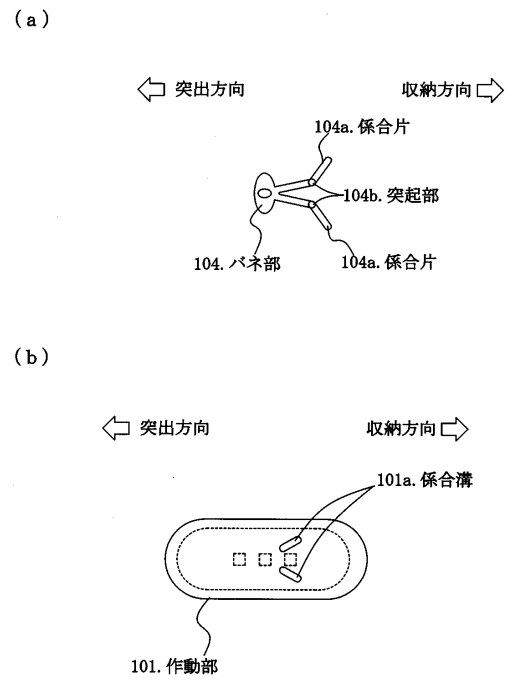 (a)
突出方向
収納方向
104a.係合片
104b.突起部
104.バネ部
104a.係合片
(b)
突出方向
収納方向
101a.係合溝
101.作動部